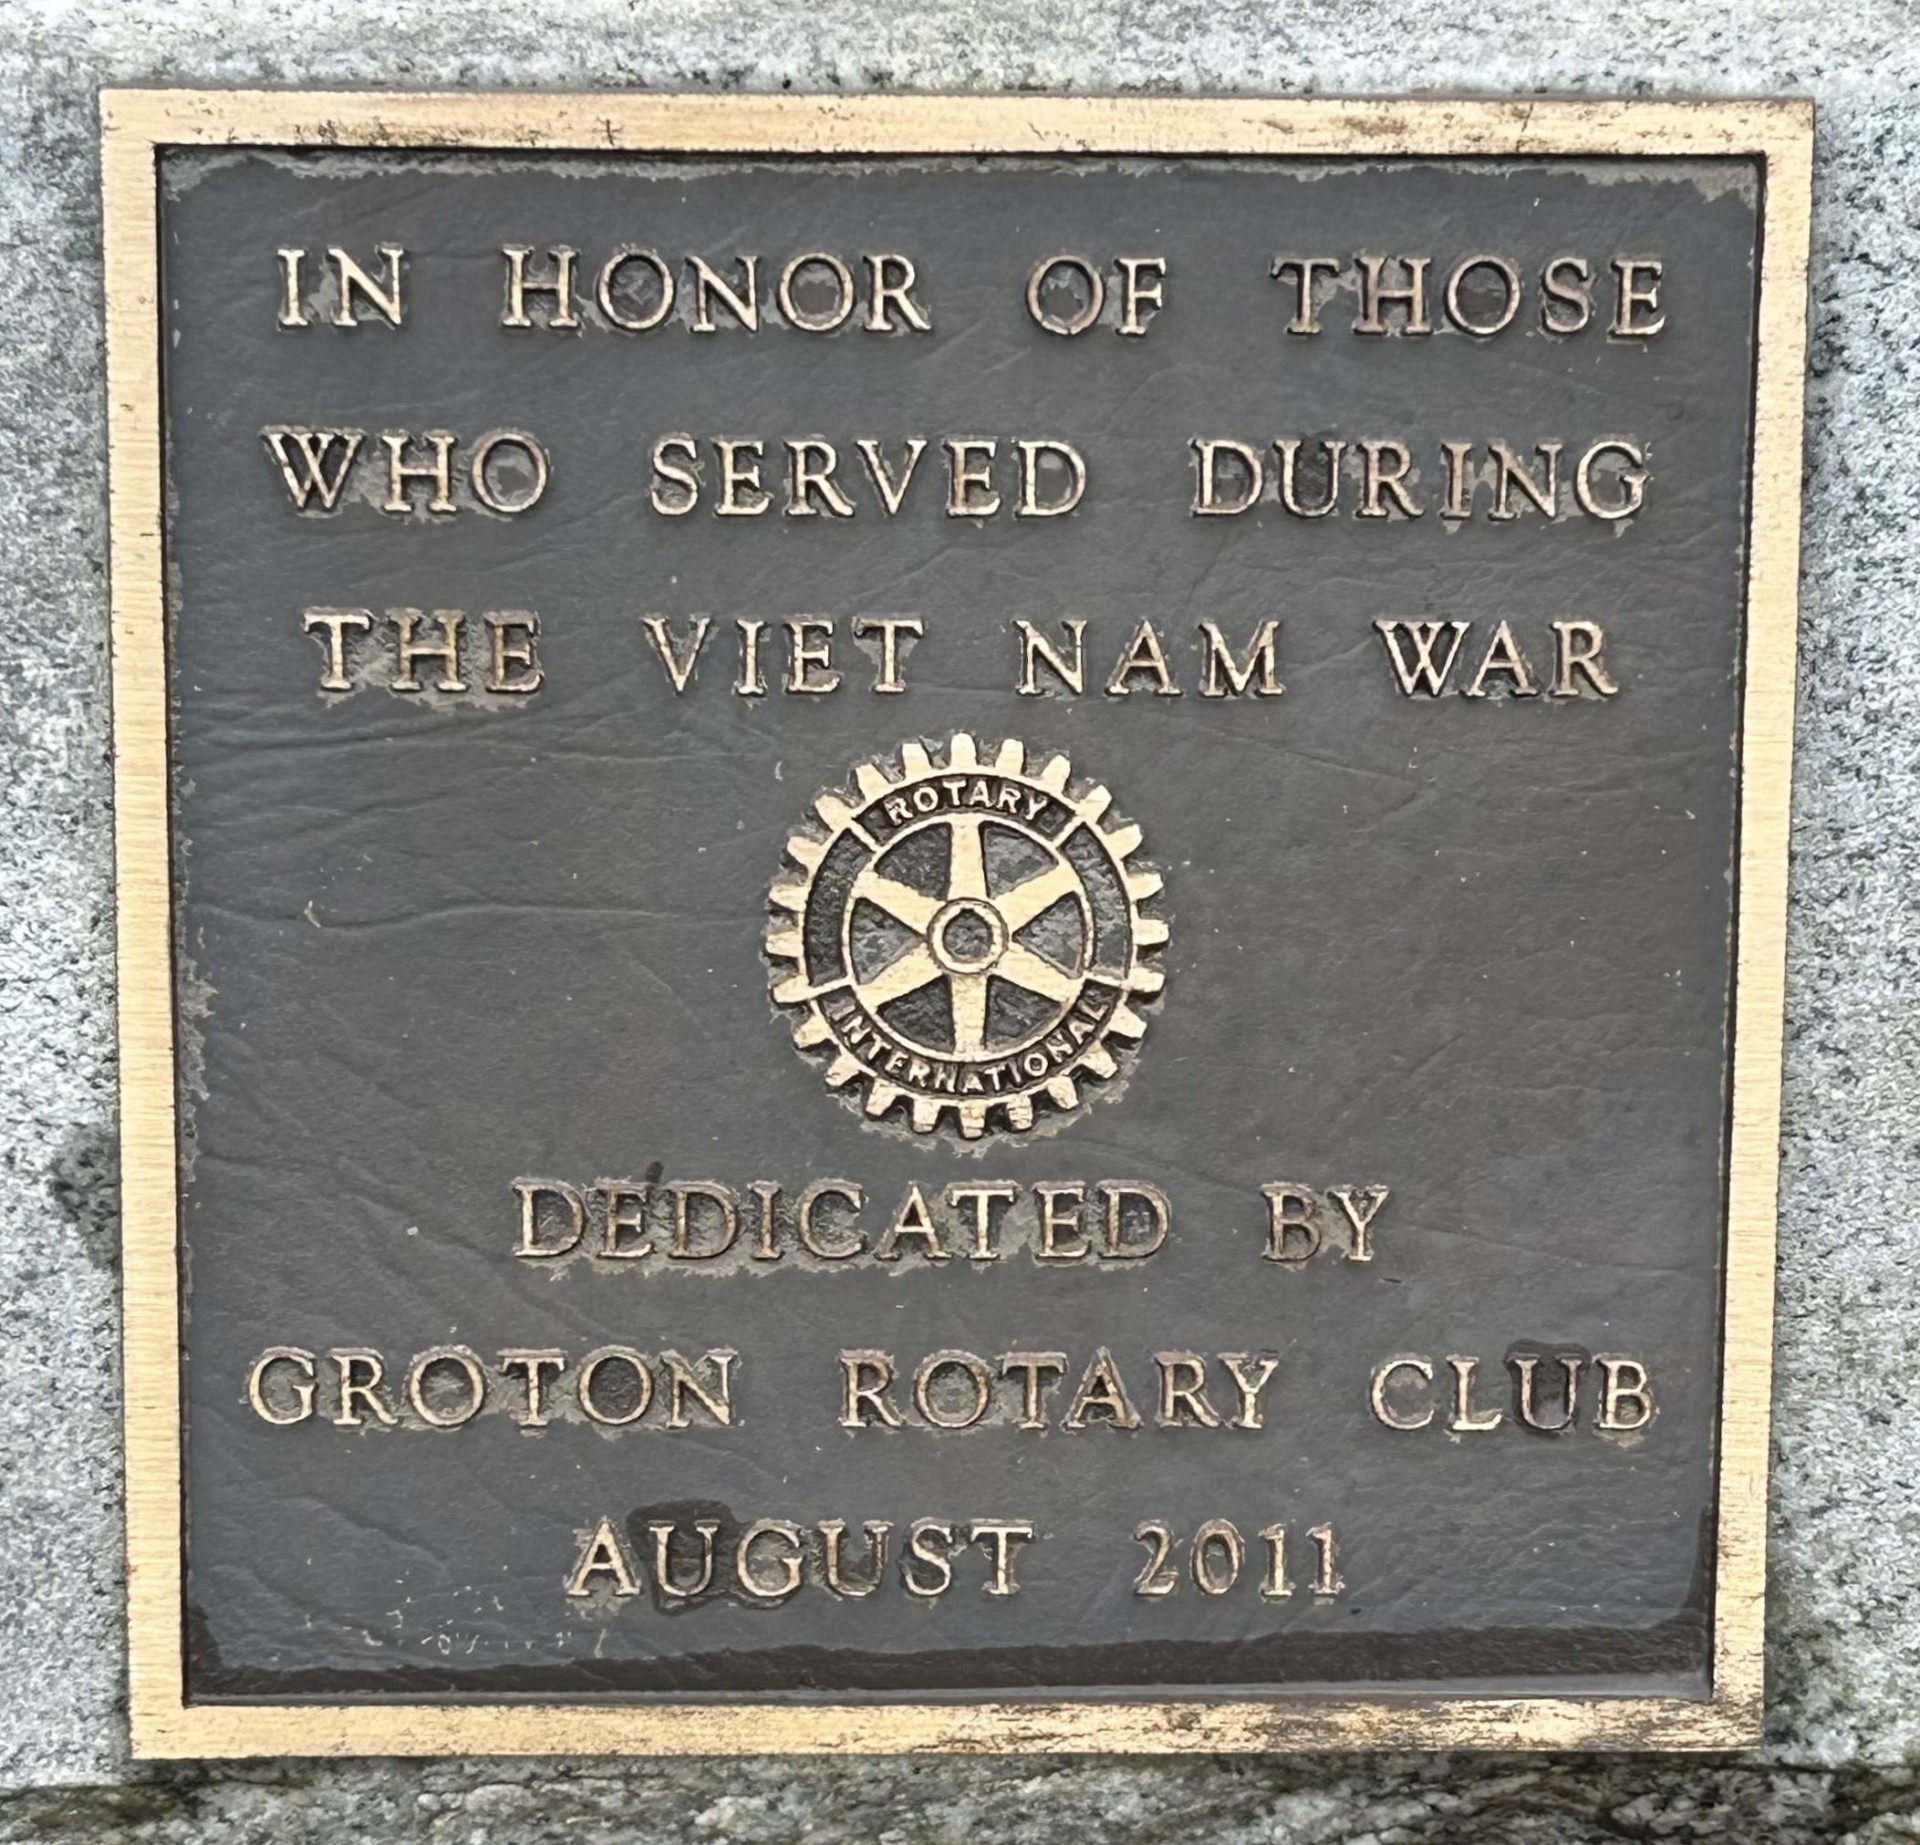 IN HONOR OF THOSE
WHO SERVED DURING
THE VIET NAM WAR
ROTARY
INTERNATIONAL
DEDICATED BY
GROTON ROTARY CLUB
AUGUST 2011